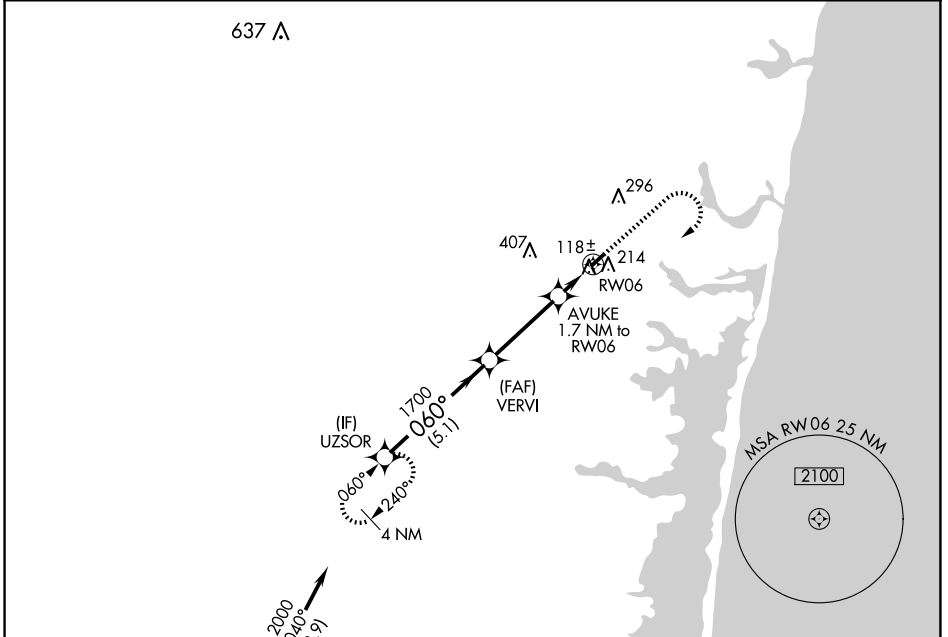 637
296
407
118±
214
RW06
AVUKE
1.7 NM to
RW06
(FAF)
VERVI
1700
060°
(5.1)
(IF)
UZSOR
060°
240°
4 NM
MSA RW06 25 NM
2100
2000
040°